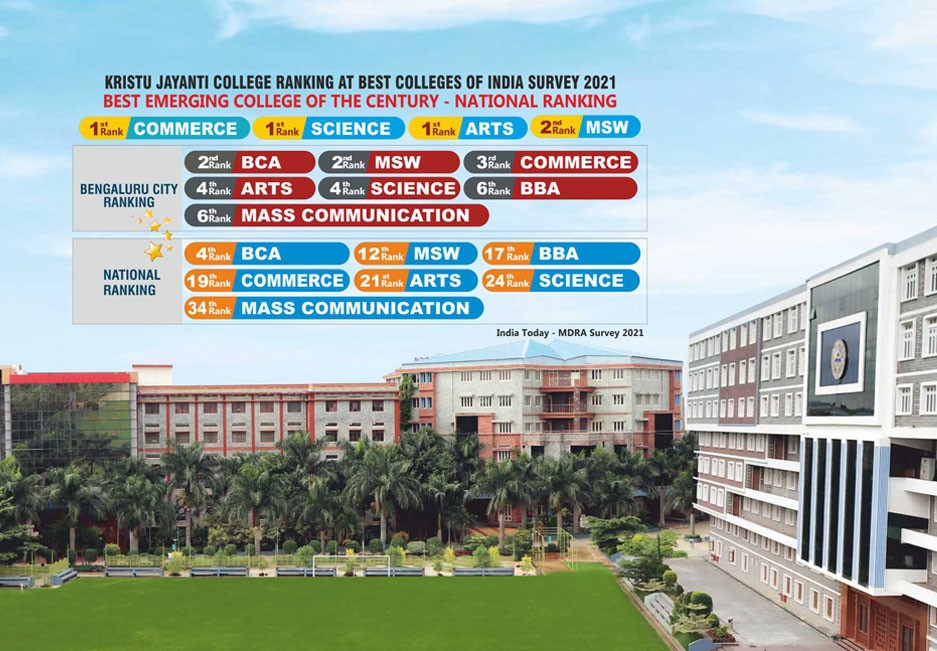 KRISTU JAYANTI COLLEGE RANKING AT BEST COLLEGES OF INDIA SURVEY 2021
BEST EMERGING COLLEGE OF THE CENTURY - NATIONAL RANKING
1st Rank COMMERCE 1st Rank SCIENCE 1st Rank ARTS 2nd Rank MSW
BENGALURU CITY
RANKING
2nd Rank BCA 2nd Rank MSW 3rd Rank COMMERCE
4th Rank ARTS 4th Rank SCIENCE 6th Rank BBA
6th Rank MASS COMMUNICATION
NATIONAL
RANKING
4th Rank BCA 12th Rank MSW 17th Rank BBA
19th Rank COMMERCE 21st Rank ARTS 24th Rank SCIENCE
34th Rank MASS COMMUNICATION
India Today - MDRA Survey 2021